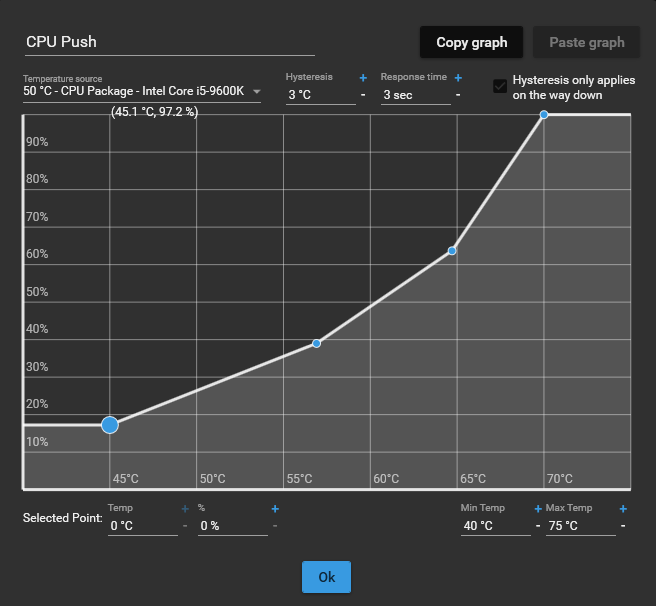 CPU Push
Copy graph
Paste graph
Temperature source
50 °C - CPU Package - Intel Core i5-9600K
Hysteresis +
3 °C -
Response time +
3 sec -
Hysteresis only applies
on the way down
(45.1 °C, 97.2 %)
90%
80%
70%
60%
50%
40%
30%
20%
10%
45°C 50°C 55°C 60°C 65°C 70°C
Selected Point:
Temp +
0 °C -
% +
0 % -
Min Temp +
40 °C -
Max Temp +
75 °C -
Ok